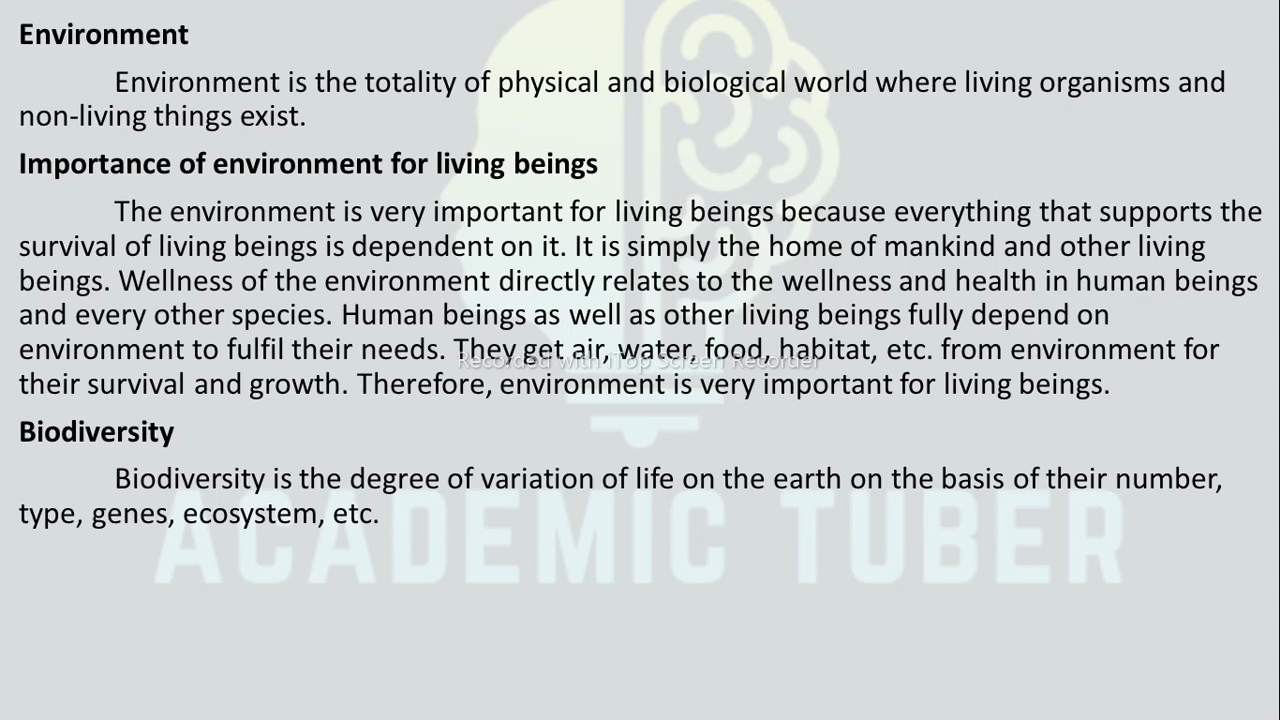 Environment
Environment is the totality of physical and biological world where living organisms and
non-living things exist.
Importance of environment for living beings
The environment is very important for living beings because everything that supports the
survival of living beings is dependent on it. It is simply the home of mankind and other living
beings. Wellness of the environment directly relates to the wellness and health in human beings
and every other species. Human beings as well as other living beings fully depend on
environment to fulfil their needs. They get air, water, food, habitat, etc. from environment for
Recorded with iTop Screen Recorder
their survival and growth. Therefore, environment is very important for living beings.
Biodiversity
Biodiversity is the degree of variation of life on the earth on the basis of their number,
type, genes, ecosystem, etc.
ACADEMIC TUBER